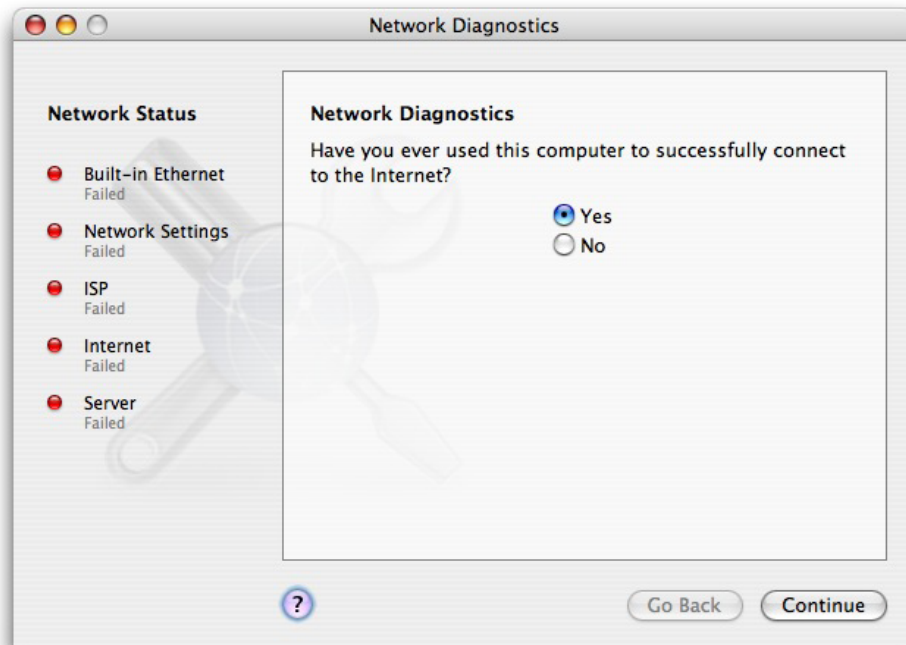 Network Diagnostics
Network Status
Built-in Ethernet
Failed
Network Settings
Failed
ISP
Failed
Internet
Failed
Server
Failed
Network Diagnostics
Have you ever used this computer to successfully connect
to the Internet?
Yes
No
?
Go Back
Continue